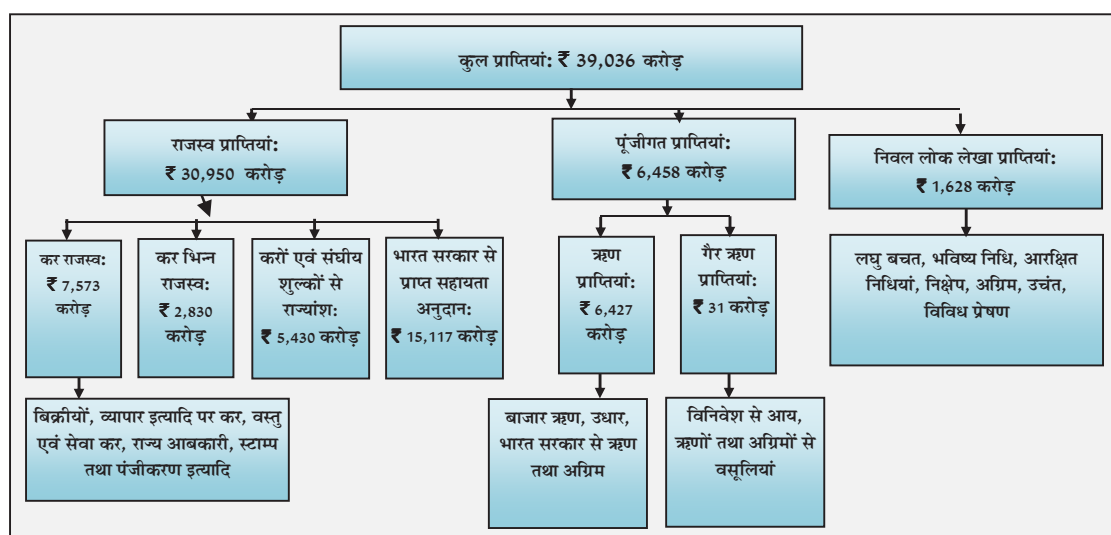 कुल प्राप्तियां: ₹ 39,036 करोड़
राजस्व प्राप्तियां:
₹ 30,950 करोड़
पूंजीगत प्राप्तियां:
₹ 6,458 करोड़
निवल लोक लेखा प्राप्तियां:
₹ 1,628 करोड़
कर राजस्व:
₹ 7,573
करोड़
कर भिन्न
राजस्व:
₹ 2,830
करोड़
करों एवं संघीय
शुल्कों से
राज्यांश:
₹ 5,430 करोड़
भारत सरकार से
प्राप्त सहायता
अनुदान:
₹ 15,117 करोड़
ऋण
प्राप्तियां:
₹ 6,427
करोड़
गैर ऋण
प्राप्तियां:
₹ 31 करोड़
लघु बचत, भविष्य निधि, आरक्षित
निधियां, निक्षेप, अग्रिम, उचंत,
विविध प्रेषण
बिक्रीयों, व्यापार इत्यादि पर कर, वस्तु
एवं सेवा कर, राज्य आबकारी, स्टाम्प
तथा पंजीकरण इत्यादि
बाजार ऋण, उधार,
भारत सरकार से ऋण
तथा अग्रिम
विनिवेश से आय,
ऋणों तथा अग्रिमों से
वसूलियां